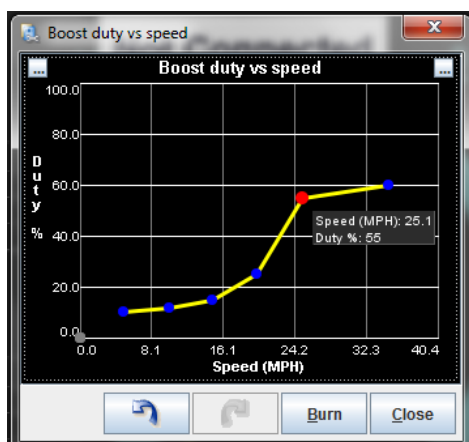 Boost duty vs speed
Connected
...
Boost duty vs speed
...
100.0
80.0
60.0
40.0
20.0
0.0
Duty %
Speed (MPH): 25.1
Duty %: 55
0.0 8.1 16.1 24.2 32.3 40.4
Speed (MPH)
Burn Close